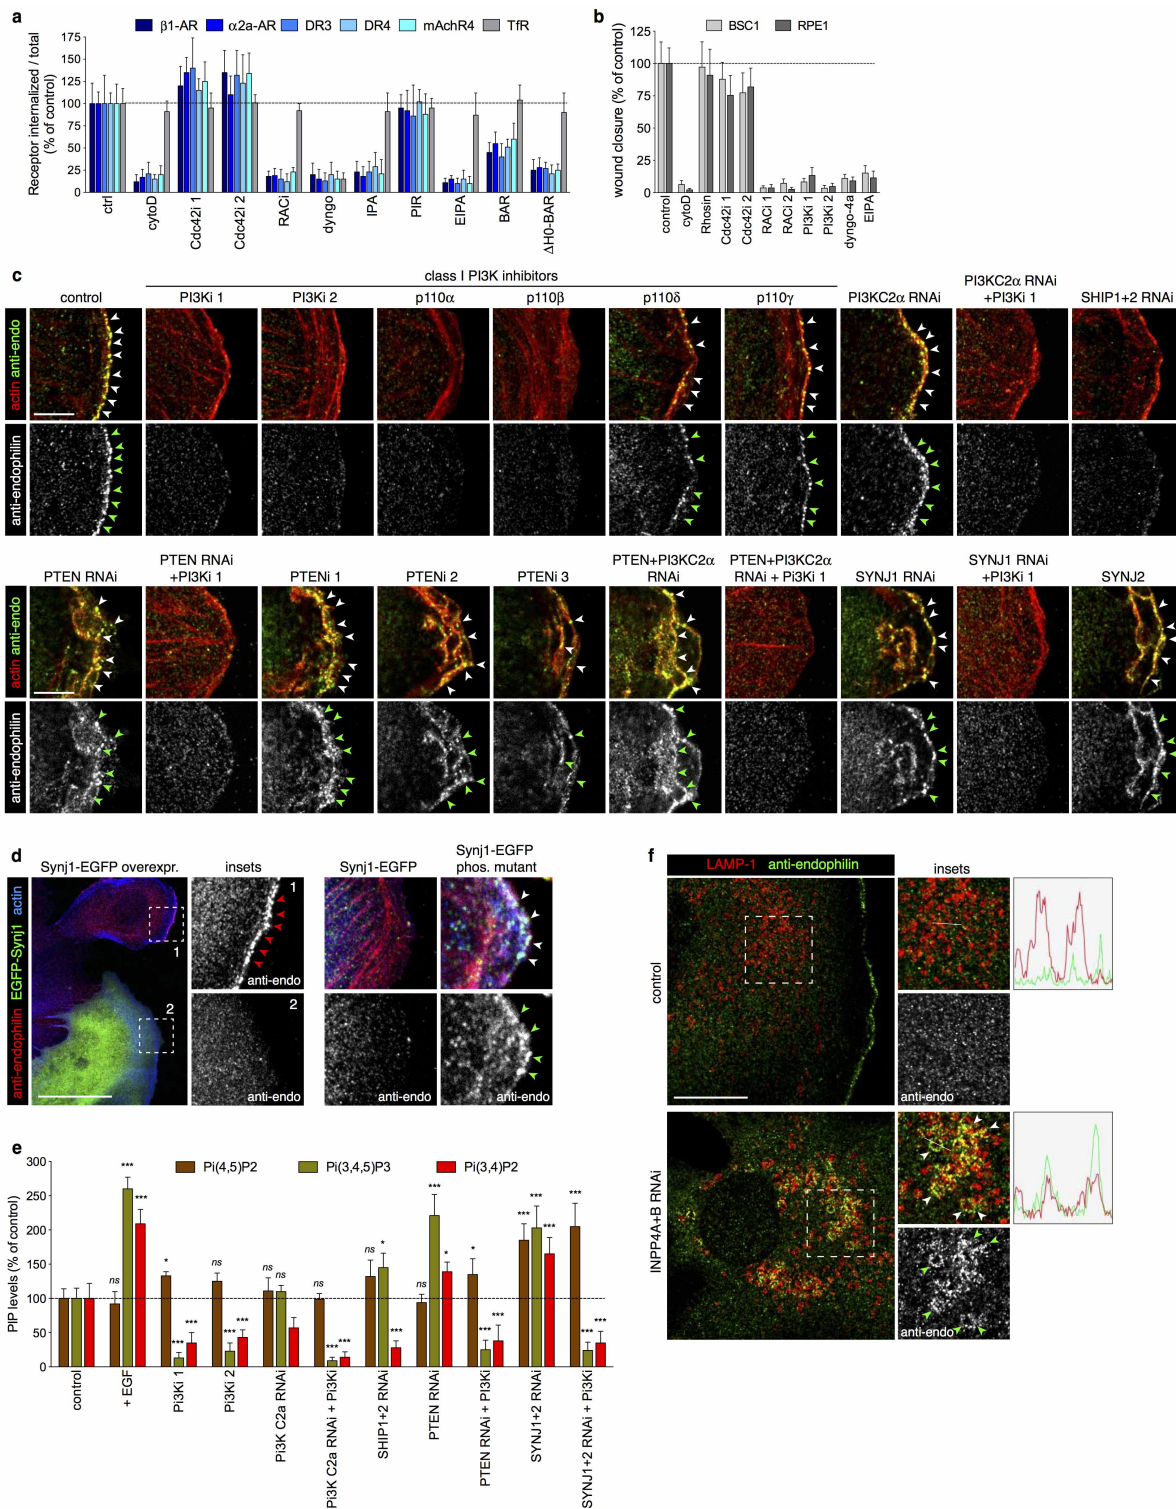 a
β1-AR α2a-AR DR3 DR4 mAchR4 TfR
Receptor internalized / total
(% of control)
175
150
125
100
75
50
25
0
ctrl
cytoD
Cdc42i 1
Cdc42i 2
RACi
dyngo
IPA
PIR
EIPA
BAR
ΔH0-BAR
b
BSC1 RPE1
wound closure (% of control)
125
100
75
50
25
0
control
cytoD
Rhosin
Cdc42i 1
Cdc42i 2
RACi 1
RACi 2
PI3Ki 1
PI3Ki 2
dyngo-4a
EIPA
c
class I PI3K inhibitors
control PI3Ki 1 PI3Ki 2 p110α p110β p110δ p110γ PI3KC2α RNAi
PI3KC2α RNAi
+PI3Ki 1
SHIP1+2 RNAi
actin anti-endo
anti-endophilin
PTEN RNAi
PTEN RNAi
+PI3Ki 1
PTENi 1 PTENi 2 PTENi 3
PTEN+PI3KC2α
RNAi
PTEN+PI3KC2α
RNAi + Pi3Ki 1
SYNJ1 RNAi
SYNJ1 RNAi
+PI3Ki 1
SYNJ2
actin anti-endo
anti-endophilin
d
Synj1-EGFP overexpr.
insets
Synj1-EGFP
Synj1-EGFP
phos. mutant
anti-endophilin EGFP-Synj1 actin
1
2
1
anti-endo
2
anti-endo
anti-endo
anti-endo
e
Pi(4,5)P2 Pi(3,4,5)P3 Pi(3,4)P2
PIP levels (% of control)
300
250
200
150
100
50
0
ns *** ***
* *** ***
*** ***
ns ns
ns *** ***
ns * ***
ns *** *
* *** ***
*** *** ***
*** *** ***
control
+ EGF
Pi3Ki 1
Pi3Ki 2
Pi3K C2a RNAi
Pi3K C2a RNAi + Pi3Ki
SHIP1+2 RNAi
PTEN RNAi
PTEN RNAi + PI3Ki
SYNJ1+2 RNAi
SYNJ1+2 RNAi + PI3Ki
f
LAMP-1 anti-endophilin
insets
control
anti-endo
INPP4A+B RNAi
anti-endo